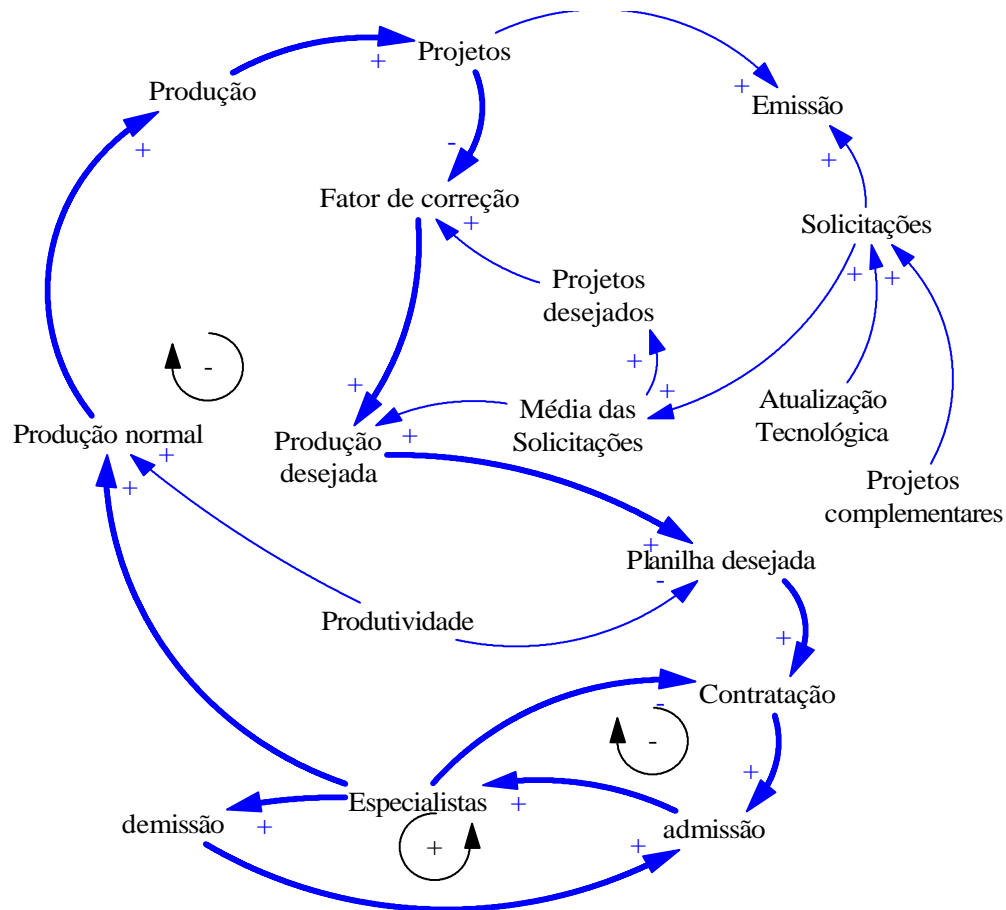 Projetos
+
Produção
+
Emissão
+
-
+
Fator de correção
+
Solicitações
+
+
Projetos
desejados
-
+
+
+
Média das
Solicitações
Atualização
Tecnológica
Produção normal
+
+
Produção
desejada
+
Projetos
complementares
+
Planilha desejada
-
Produtividade
+
Contratação
-
-
+
Especialistas
+
demissão
+
+
+
admissão